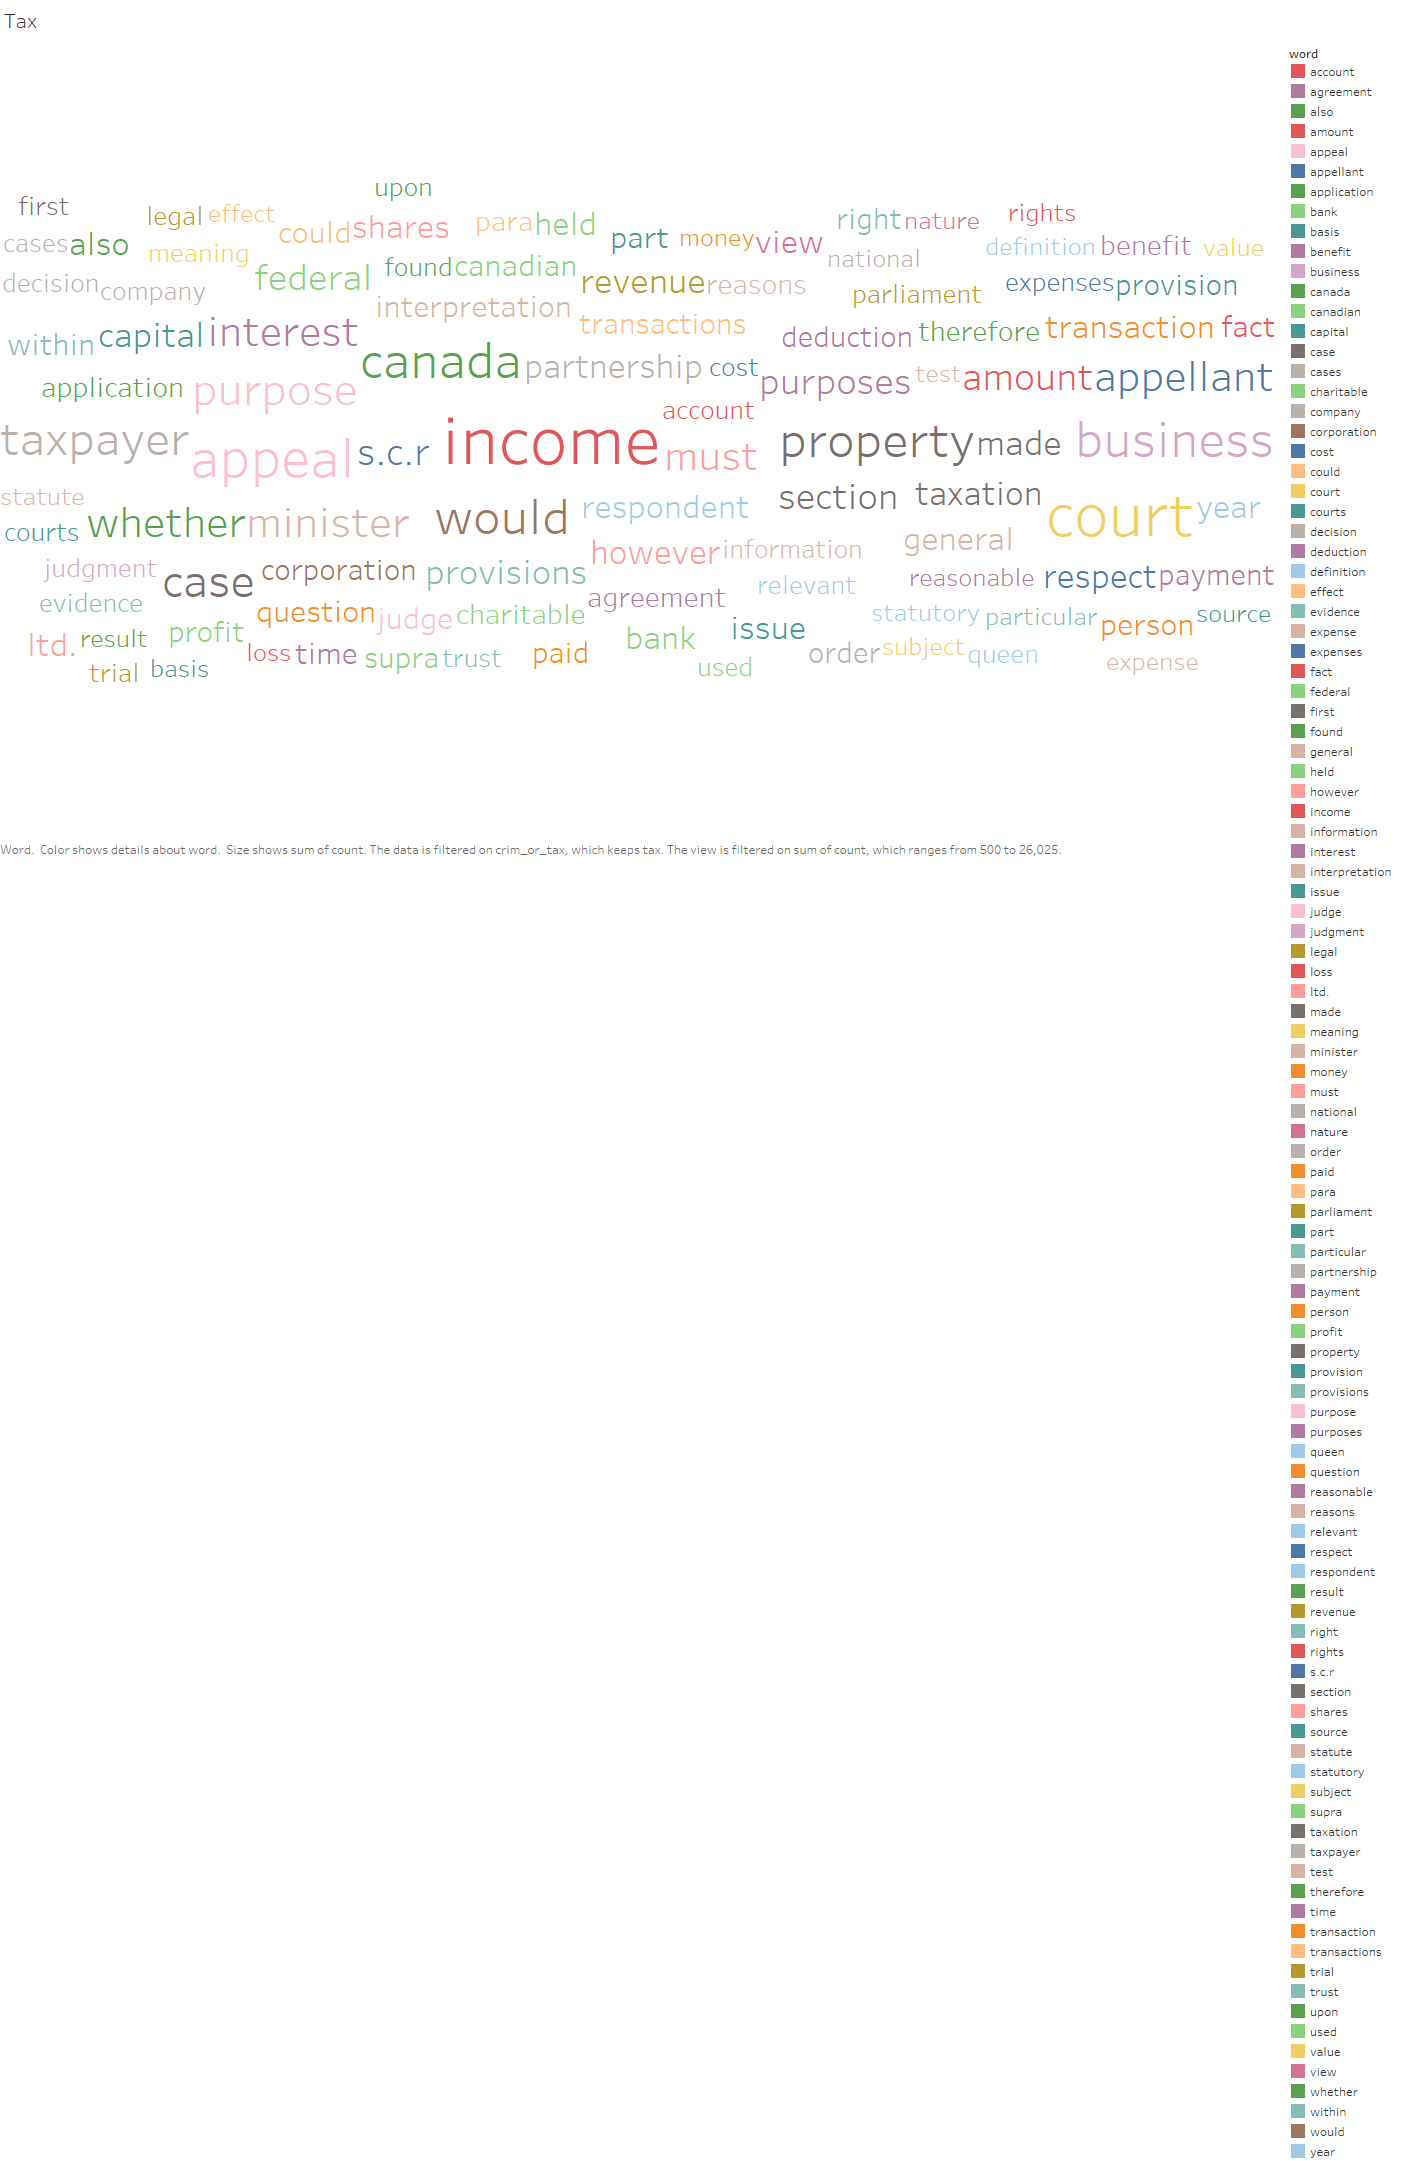 Tax
upon
first
legal effect
rights
could shares para held
right nature
cases also
part money view
definition benefit value
meaning
national
federal found canadian
decision company
revenue reasons
expenses provision
parliament
interpretation
transactions
within capital interest
deduction therefore transaction fact
canada partnership cost
application purpose
purposes test amount appellant
account
taxpayer appeal s.c.r income must property made business
statute
section taxation
courts whether minister would respondent
court year
however information general
judgment case corporation provisions
relevant reasonable respect payment
evidence
agreement
question judge charitable
statutory particular person source
ltd. result profit
bank issue
loss time supra trust paid
order subject queen
trial basis
used
expense
Word.  Color shows details about word.  Size shows sum of count. The data is filtered on crim_or_tax, which keeps tax. The view is filtered on sum of count, which ranges from 500 to 26,025.
word
account
agreement
also
amount
appeal
appellant
application
bank
basis
benefit
business
canada
canadian
capital
case
cases
charitable
company
corporation
cost
could
court
courts
decision
deduction
definition
effect
evidence
expense
expenses
fact
federal
first
found
general
held
however
income
information
interest
interpretation
issue
judge
judgment
legal
loss
ltd.
made
meaning
minister
money
must
national
nature
order
paid
para
parliament
part
particular
partnership
payment
person
profit
property
provision
provisions
purpose
purposes
queen
question
reasonable
reasons
relevant
respect
respondent
result
revenue
right
rights
s.c.r
section
shares
source
statute
statutory
subject
supra
taxation
taxpayer
test
therefore
time
transaction
transactions
trial
trust
upon
used
value
view
whether
within
would
year